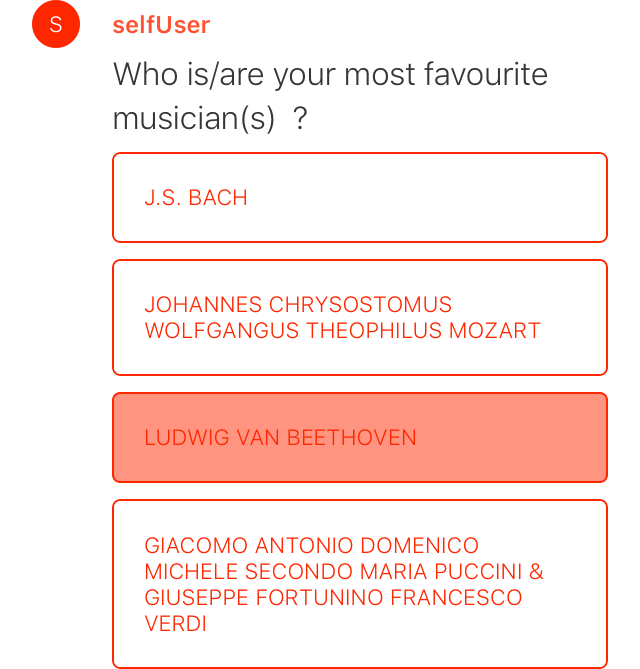 S
selfUser
Who is/are your most favourite
musician(s)  ?
J.S. BACH
JOHANNES CHRYSOSTOMUS
WOLFGANGUS THEOPHILUS MOZART
LUDWIG VAN BEETHOVEN
GIACOMO ANTONIO DOMENICO
MICHELE SECONDO MARIA PUCCINI &
GIUSEPPE FORTUNINO FRANCESCO
VERDI